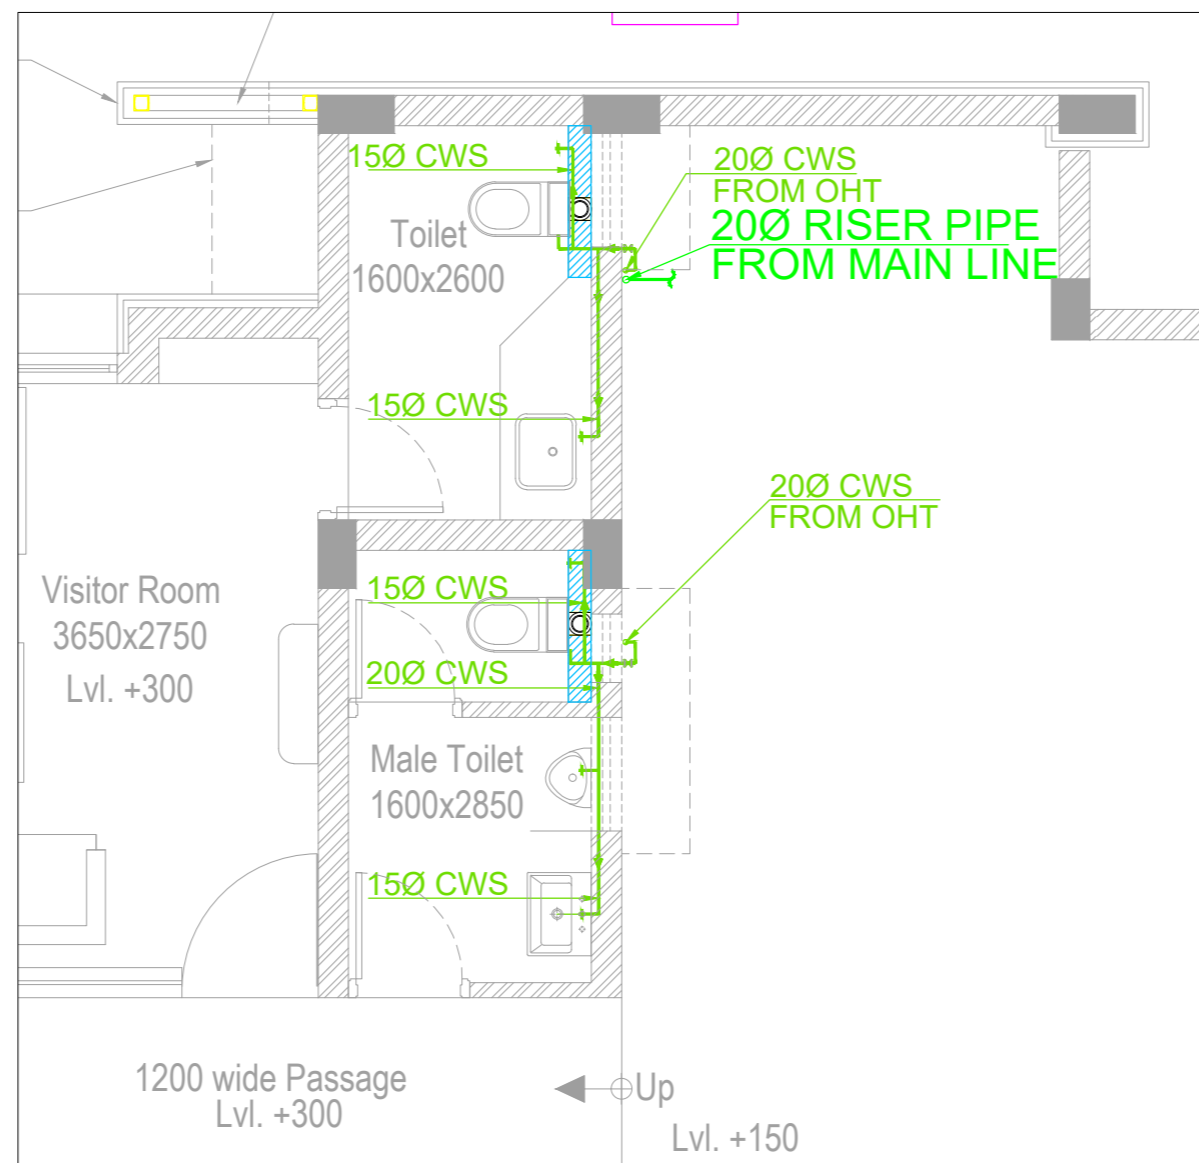 15Ø CWS
20Ø CWS
FROM OHT
20Ø RISER PIPE
FROM MAIN LINE
Toilet
1600x2600
15Ø CWS
20Ø CWS
FROM OHT
Visitor Room
3650x2750
Lvl. +300
15Ø CWS
20Ø CWS
Male Toilet
1600x2850
15Ø CWS
1200 wide Passage
Lvl. +300
Up
Lvl. +150